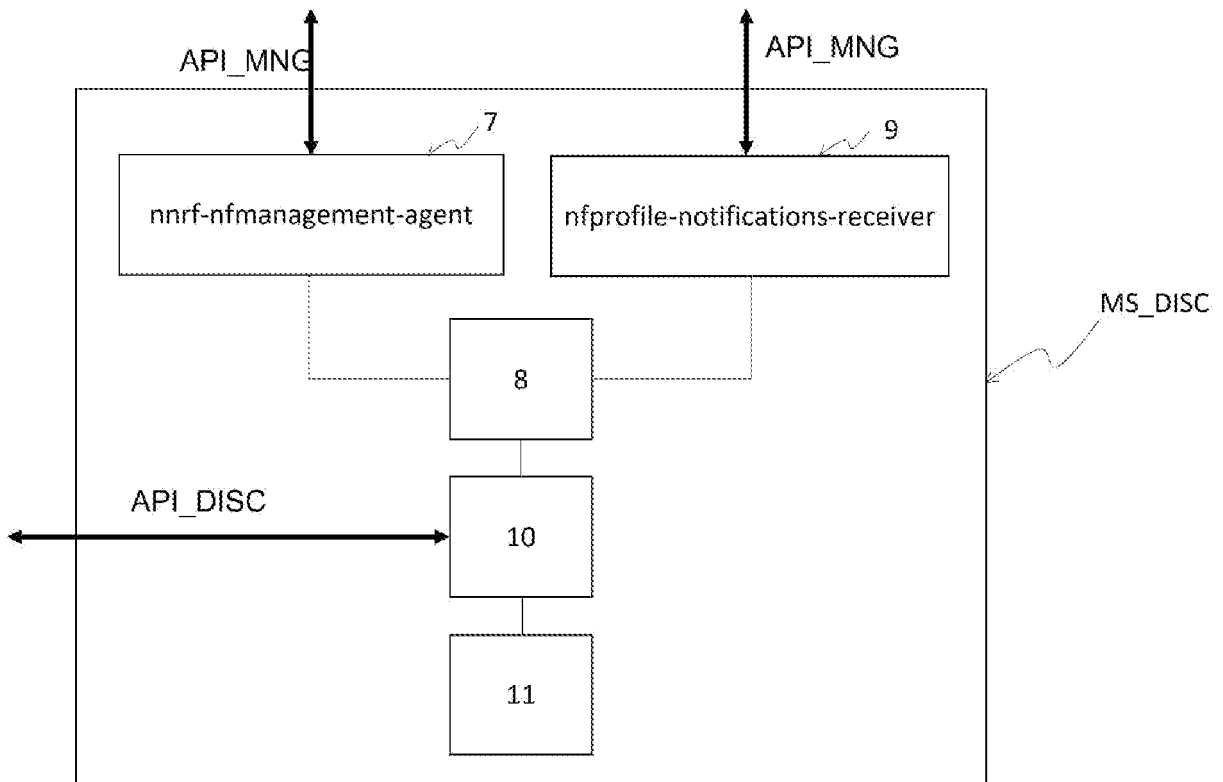 API_MNG
API_MNG
7
9
nnrf-nfmanagement-agent
nfprofile-notifications-receiver
MS_DISC
8
API_DISC
10
11